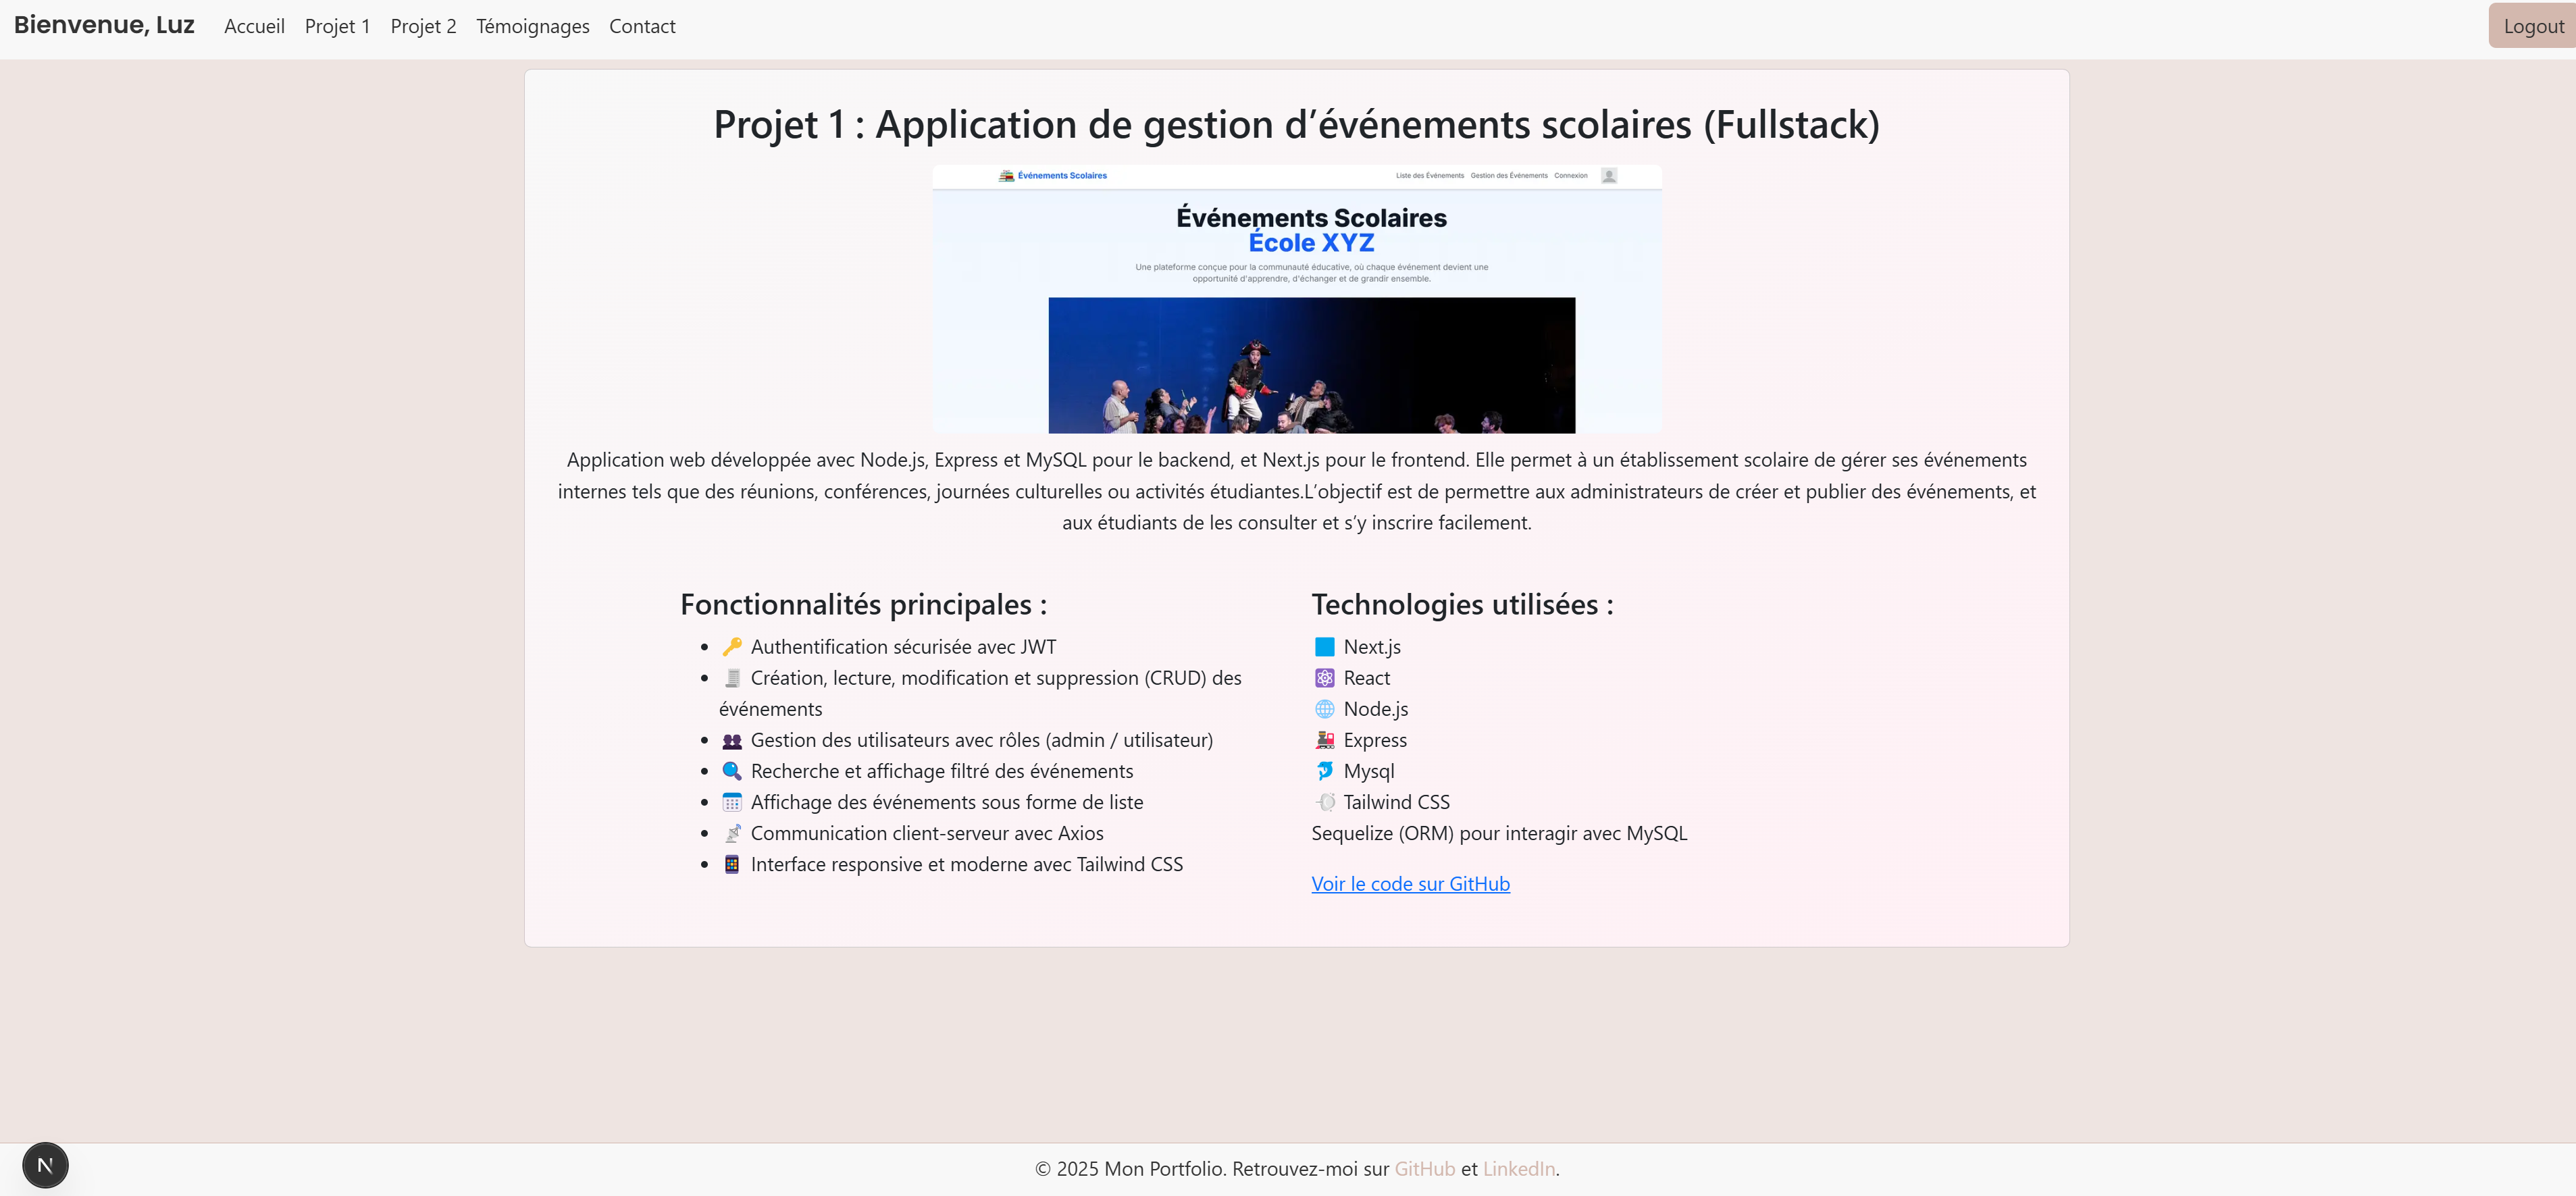 Bienvenue, Luz Accueil Projet 1 Projet 2 Témoignages Contact Logout
Projet 1 : Application de gestion d’événements scolaires (Fullstack)
Événements Scolaires Liste des Événements Gestion des Événements Connexion
Événements Scolaires
École XYZ
Une plateforme conçue pour la communauté éducative, où chaque événement devient une
opportunité d'apprendre, d'échanger et de grandir ensemble.
Application web développée avec Node.js, Express et MySQL pour le backend, et Next.js pour le frontend. Elle permet à un établissement scolaire de gérer ses événements
internes tels que des réunions, conférences, journées culturelles ou activités étudiantes.L’objectif est de permettre aux administrateurs de créer et publier des événements, et
aux étudiants de les consulter et s’y inscrire facilement.
Fonctionnalités principales :
🔑 Authentification sécurisée avec JWT
📜 Création, lecture, modification et suppression (CRUD) des
événements
👥 Gestion des utilisateurs avec rôles (admin / utilisateur)
🔍 Recherche et affichage filtré des événements
📅 Affichage des événements sous forme de liste
📡 Communication client-serveur avec Axios
📱 Interface responsive et moderne avec Tailwind CSS
Technologies utilisées :
🟦 Next.js
⚛️ React
🌐 Node.js
🚂 Express
🐬 Mysql
💨 Tailwind CSS
Sequelize (ORM) pour interagir avec MySQL
Voir le code sur GitHub
N
© 2025 Mon Portfolio. Retrouvez-moi sur GitHub et LinkedIn.